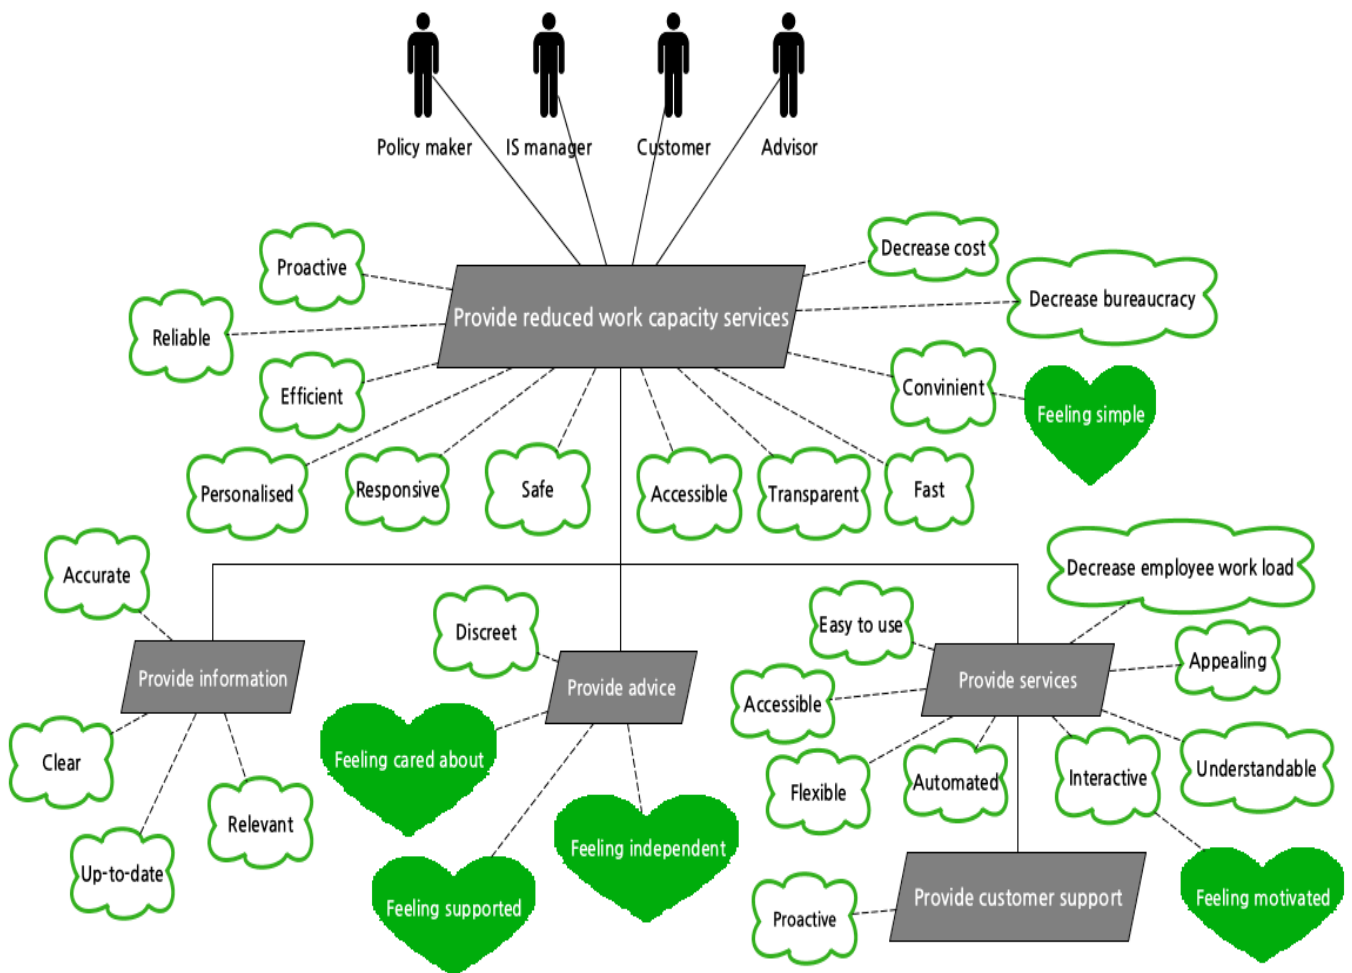 Policy maker
IS manager
Customer
Advisor
Decrease cost
Proactive
Decrease bureaucracy
Provide reduced work capacity services
Reliable
Convinient
Efficient
Feeling simple
Personalised
Responsive
Safe
Accessible
Transparent
Fast
Decrease employee work load
Accurate
Discreet
Easy to use
Appealing
Provide information
Provide advice
Provide services
Accessible
Feeling cared about
Clear
Flexible
Automated
Interactive
Understandable
Relevant
Feeling independent
Up-to-date
Feeling supported
Provide customer support
Feeling motivated
Proactive